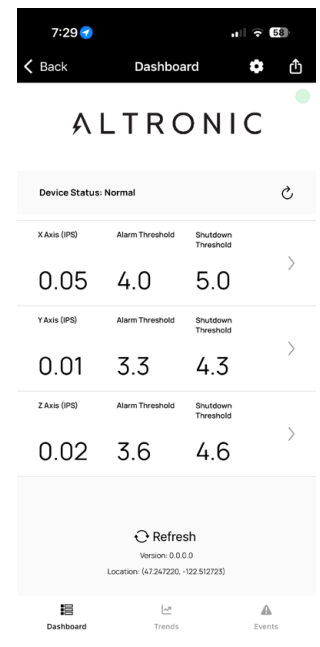 7:29
58
Back
Dashboard
ALTRONIC
Device Status: Normal
X Axis (IPS) Alarm Threshold Shutdown Threshold
0.05 4.0 5.0
Y Axis (IPS) Alarm Threshold Shutdown Threshold
0.01 3.3 4.3
Z Axis (IPS) Alarm Threshold Shutdown Threshold
0.02 3.6 4.6
Refresh
Version: 0.0.0.0
Location: (47.247220, -122.512723)
Dashboard Trends Events